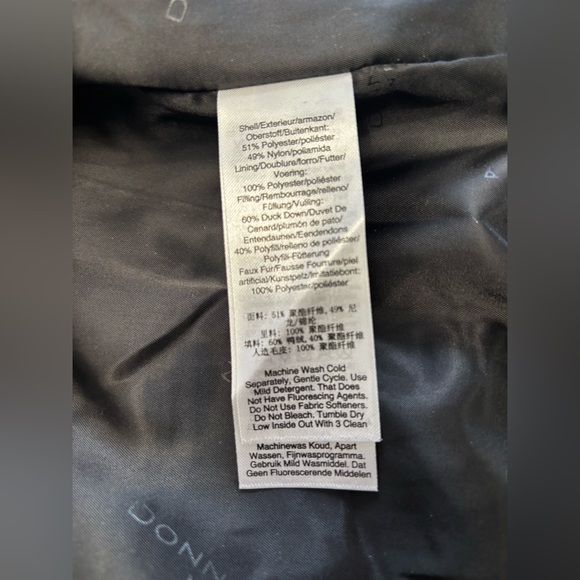 D
Shell/Exterieur/armazon/
Oberstoff/Buitenkant:
51% Polyester/poliéster
49% Nylon/poliamida
Lining/Doublure/forro/Futter/
Voering:
100% Polyester/poliéster
Filling/Rembourrage/relleno/
Füllung/Vulling:
60% Duck Down/Duvet De
Canard/plumón de pato/
Entendaunen/Eendendons
40% Polyfill/relleno de poliéster/
Polyfill-Fütterung
Faux Fur/Fausse Fourrure/piel
artificial/Kunstpelz/Imitatiebont:
100% Polyester/poliéster
面料: 51% 聚酯纤维,49% 尼
龙/锦纶
里料: 100% 聚酯纤维
填料: 60% 鸭绒,40% 聚酯纤维
人造毛皮: 100% 聚酯纤维
Machine Wash Cold
Separately, Gentle Cycle. Use
Mild Detergent. That Does
Not Have Fluorescing Agents.
Do Not Use Fabric Softeners.
Do Not Bleach. Tumble Dry
Low Inside Out With 3 Clean
Machinewas Koud, Apart
Wassen, Fijnwasprogramma.
Gebruik Mild Wasmiddel. Dat
Geen Fluorescerende Middelen
DONN